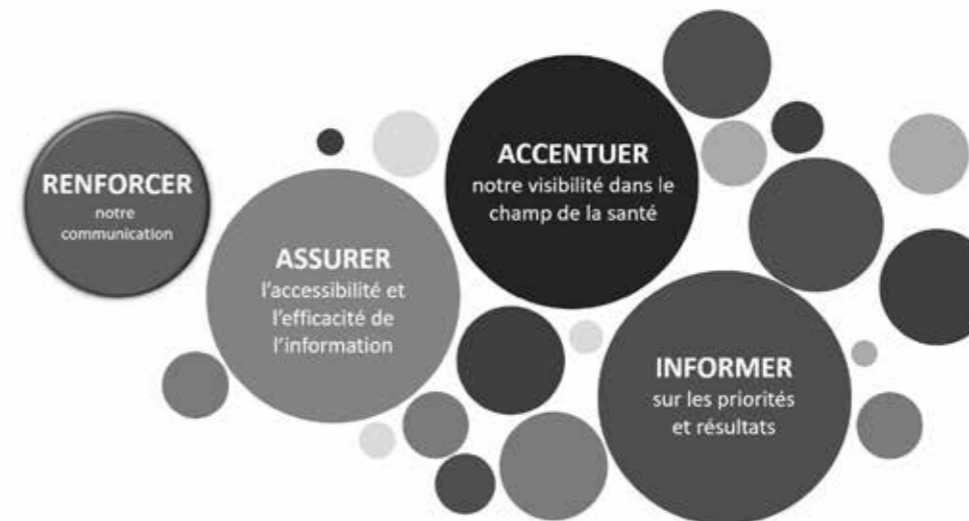 RENFORCER
notre
communication
ASSURER
l'accessibilité et
l'efficacité de
l'information
ACCENTUER
notre visibilité dans le
champ de la santé
INFORMER
sur les priorités
et résultats